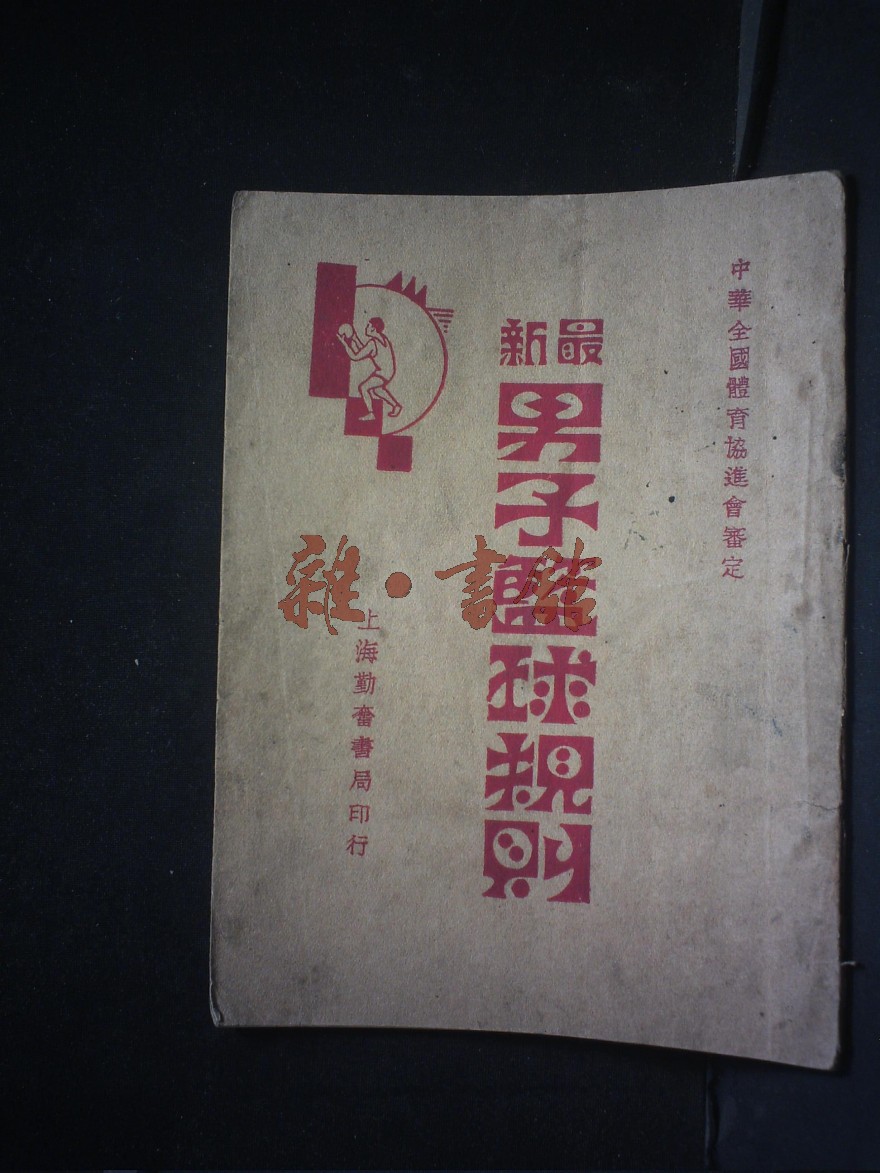 中華全國體育協進會審定
最新
男子籃球規則
上海勤奮書局印行
雜·書館